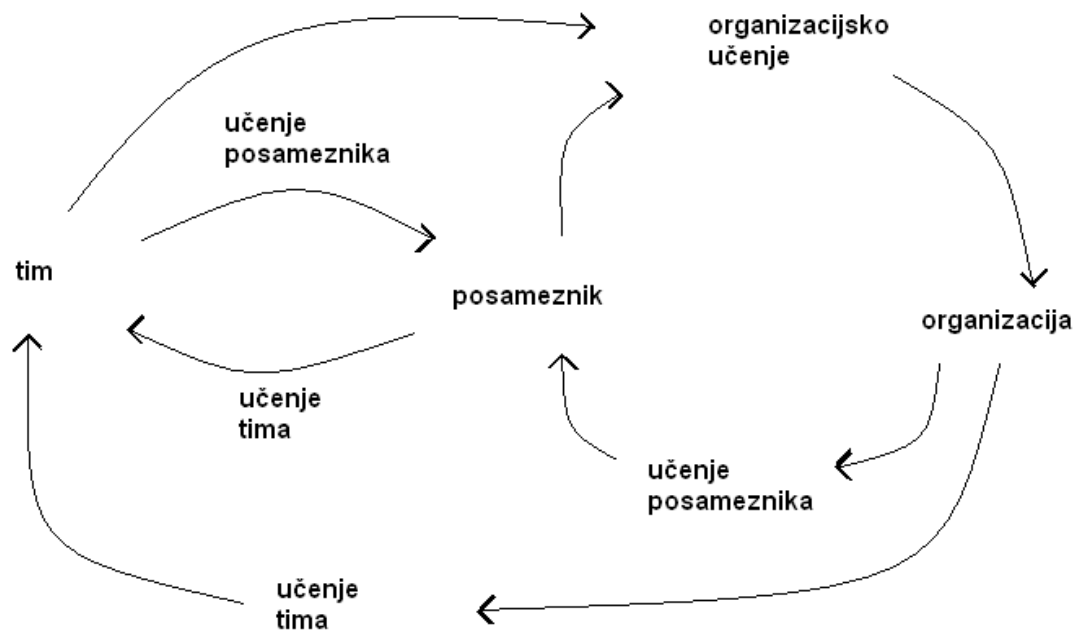 organizacijsko
učenje
učenje
posameznika
tim
posameznik
organizacija
učenje
tima
učenje
posameznika
učenje
tima